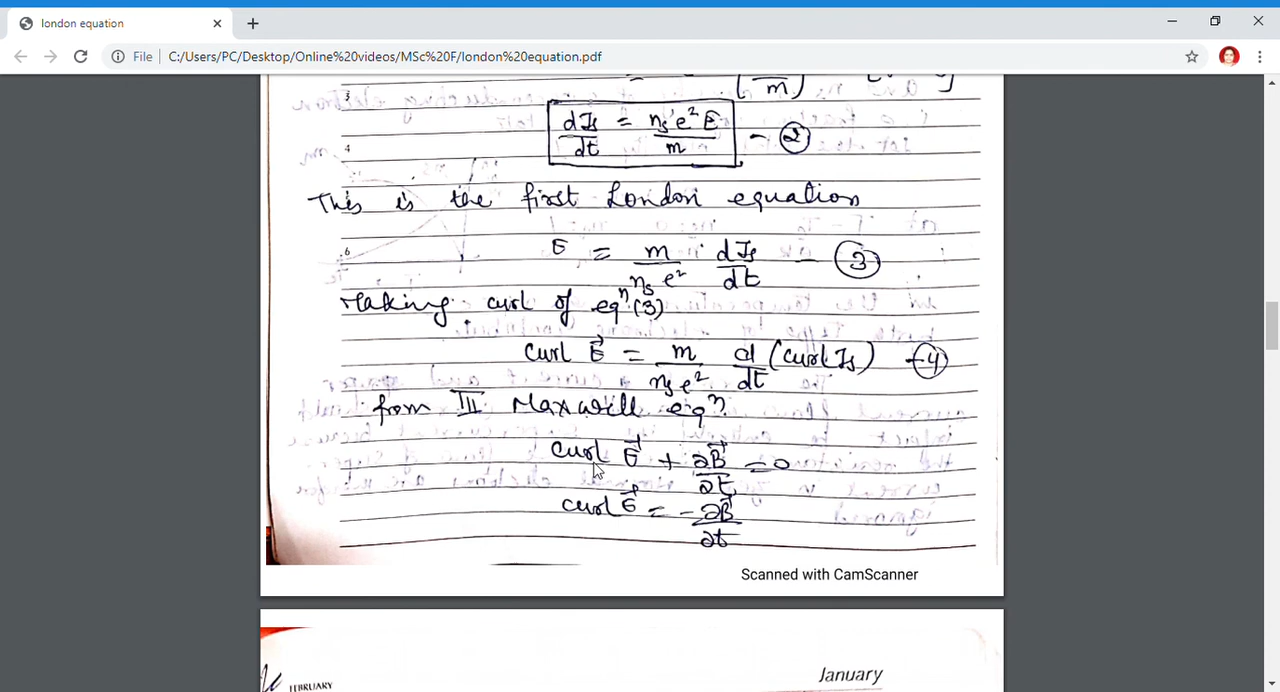 london equation
File C:/Users/PC/Desktop/Online%20videos/MSc%20F/london%20equation.pdf
m
dJs/dt = ns e² E/m - (2)
This is the first London equation
E = m/ns e² dJs/dt - (3)
Taking curl of eqⁿ (3)
Curl E⃗ = m/ns e² d/dt (curl Js) - (4)
from III Maxwell eqⁿ.
Curl E⃗ + ∂B⃗/∂t = 0
curl E⃗ = - ∂B⃗/∂t
Scanned with CamScanner
FEBRUARY
January